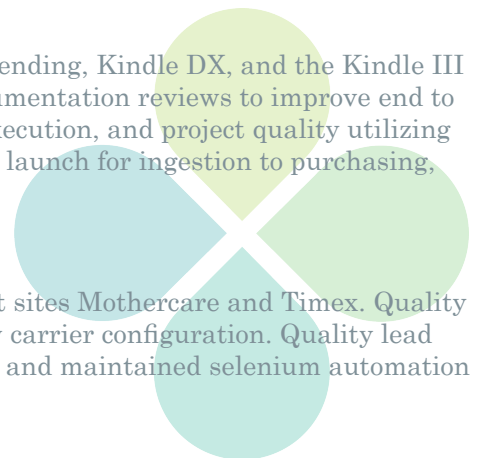 ending, Kindle DX, and the Kindle III
umentation reviews to improve end to
xecution, and project quality utilizing
launch for ingestion to purchasing,
t sites Mothercare and Timex. Quality
y carrier configuration. Quality lead
and maintained selenium automation